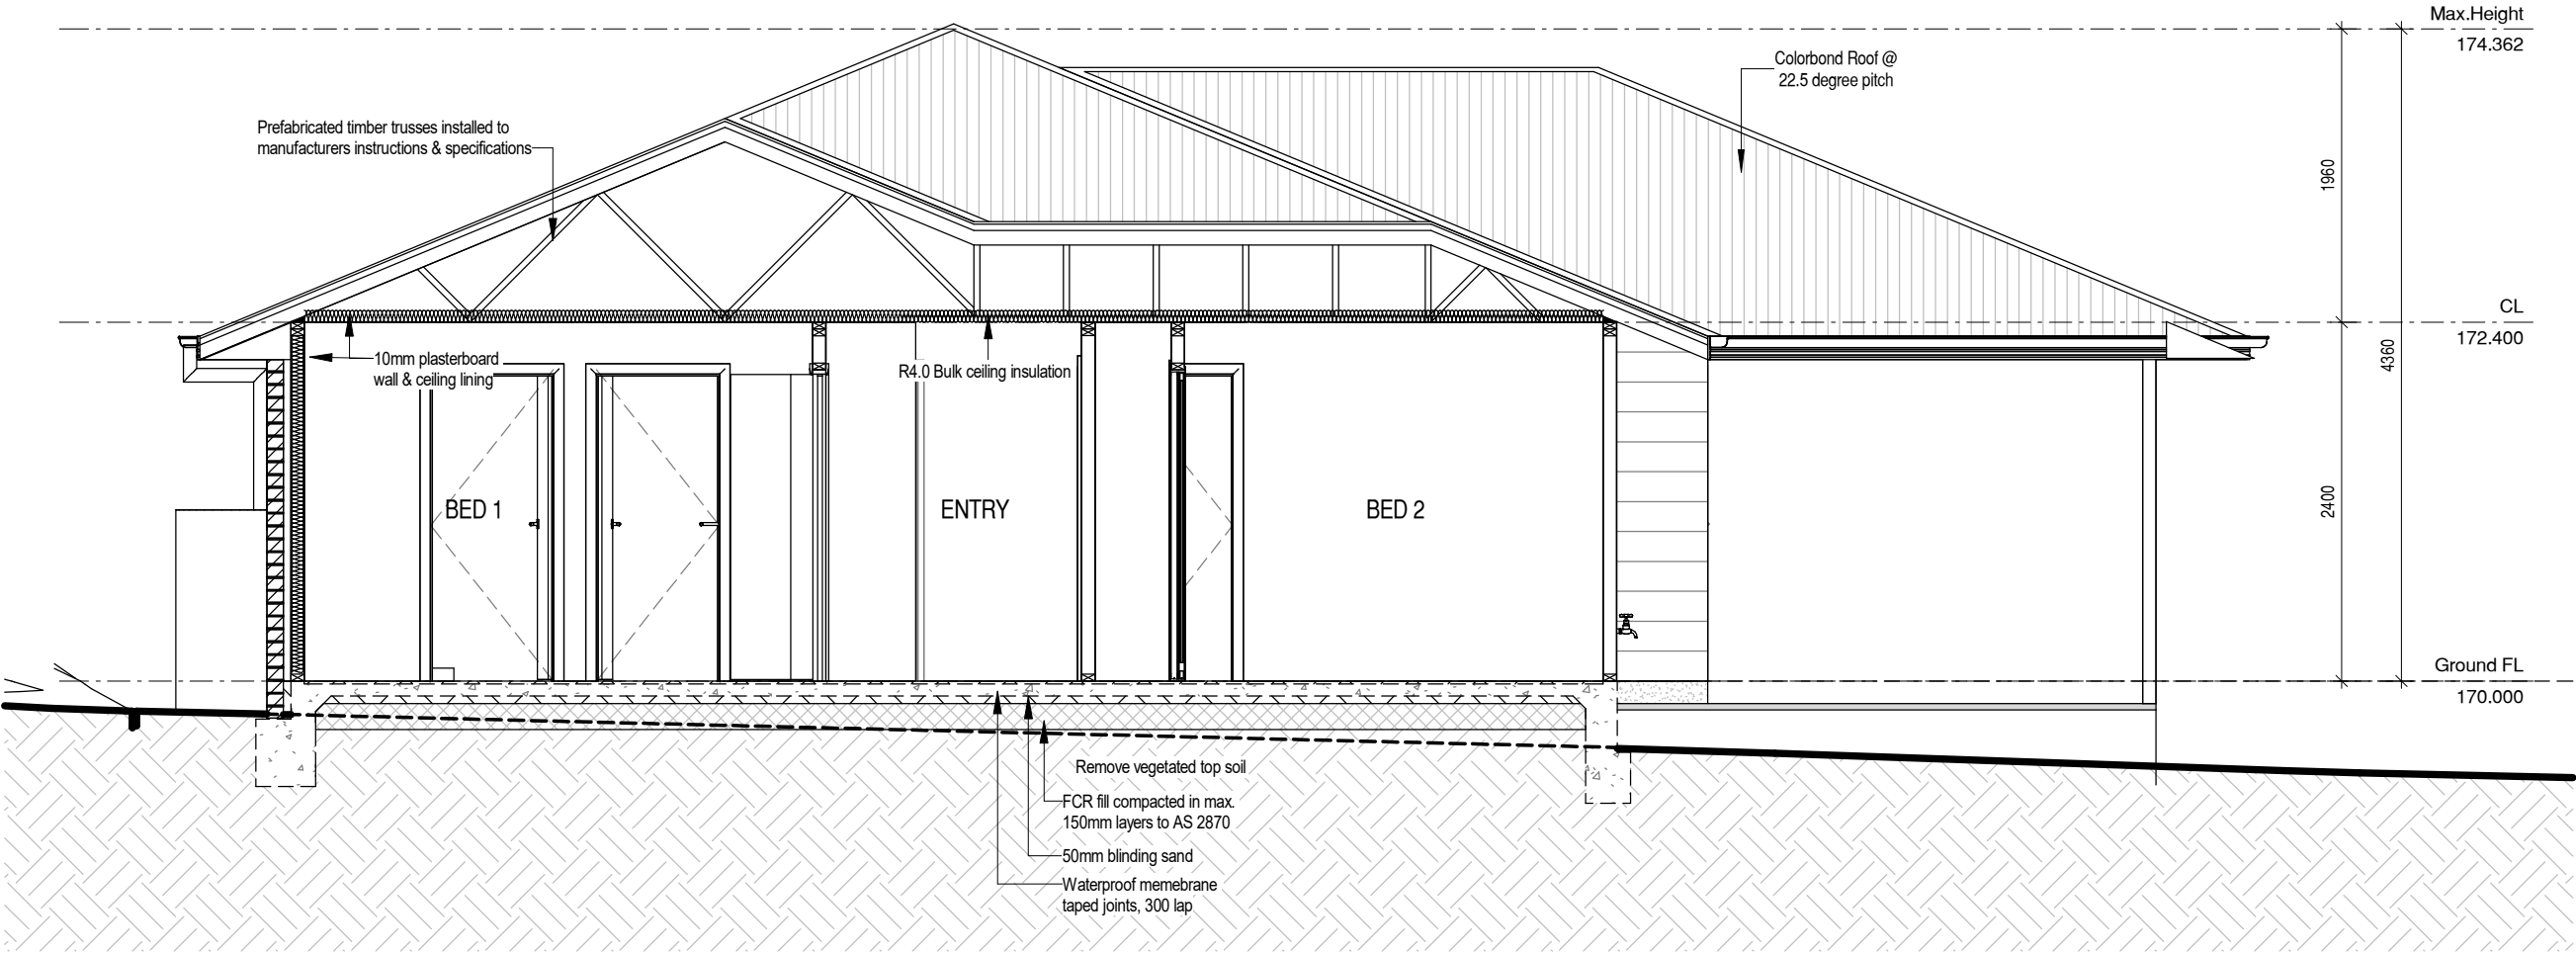 Max.Height
174.362
Colorbond Roof @
22.5 degree pitch
Prefabricated timber trusses installed to
manufacturers instructions & specifications
1960
CL
172.400
10mm plasterboard
wall & ceiling lining
R4.0 Bulk ceiling insulation
4360
BED 1
ENTRY
BED 2
2400
Ground FL
170.000
Remove vegetated top soil
FCR fill compacted in max.
150mm layers to AS 2870
50mm blinding sand
Waterproof memebrane
taped joints, 300 lap